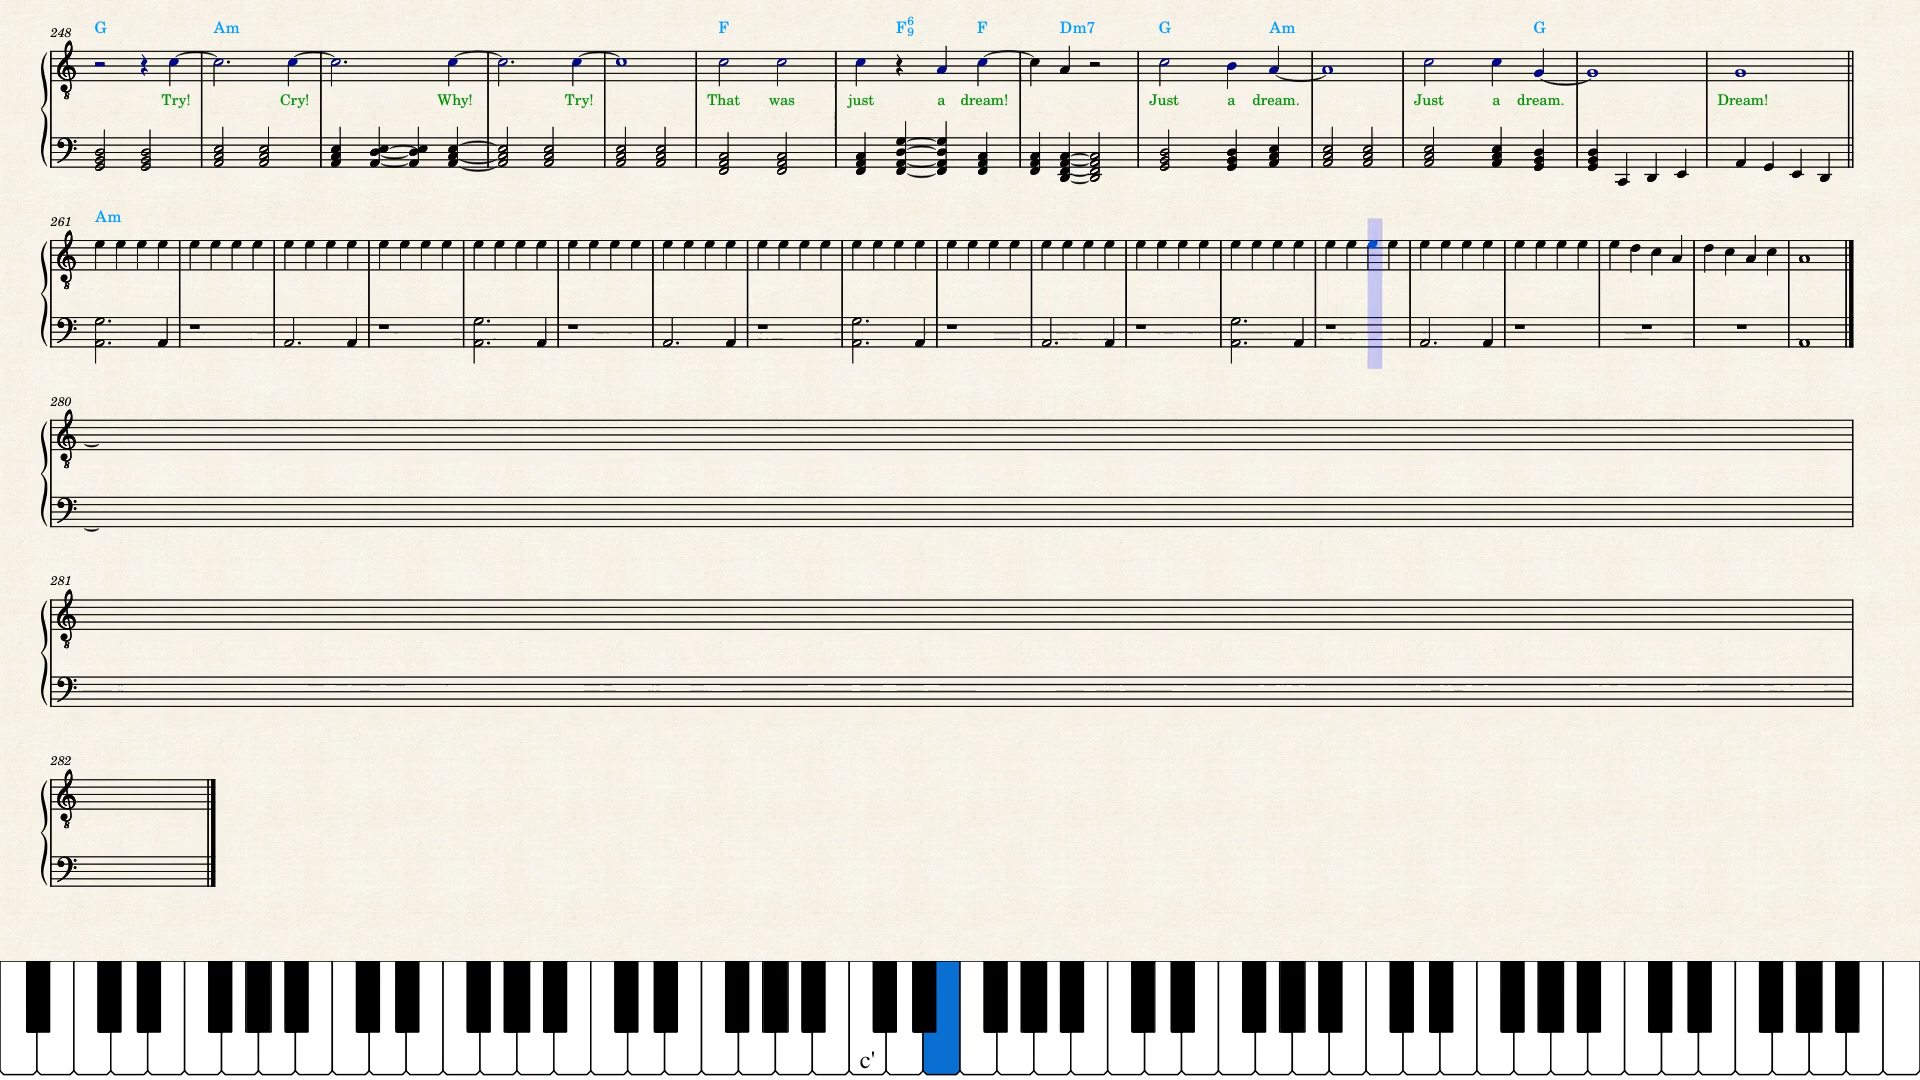 248
G Am F F6/9 F Dm7 G Am G
Try! Cry! Why! Try! That was just a dream! Just a dream. Just a dream. Dream!
261
Am
280
281
282
c'